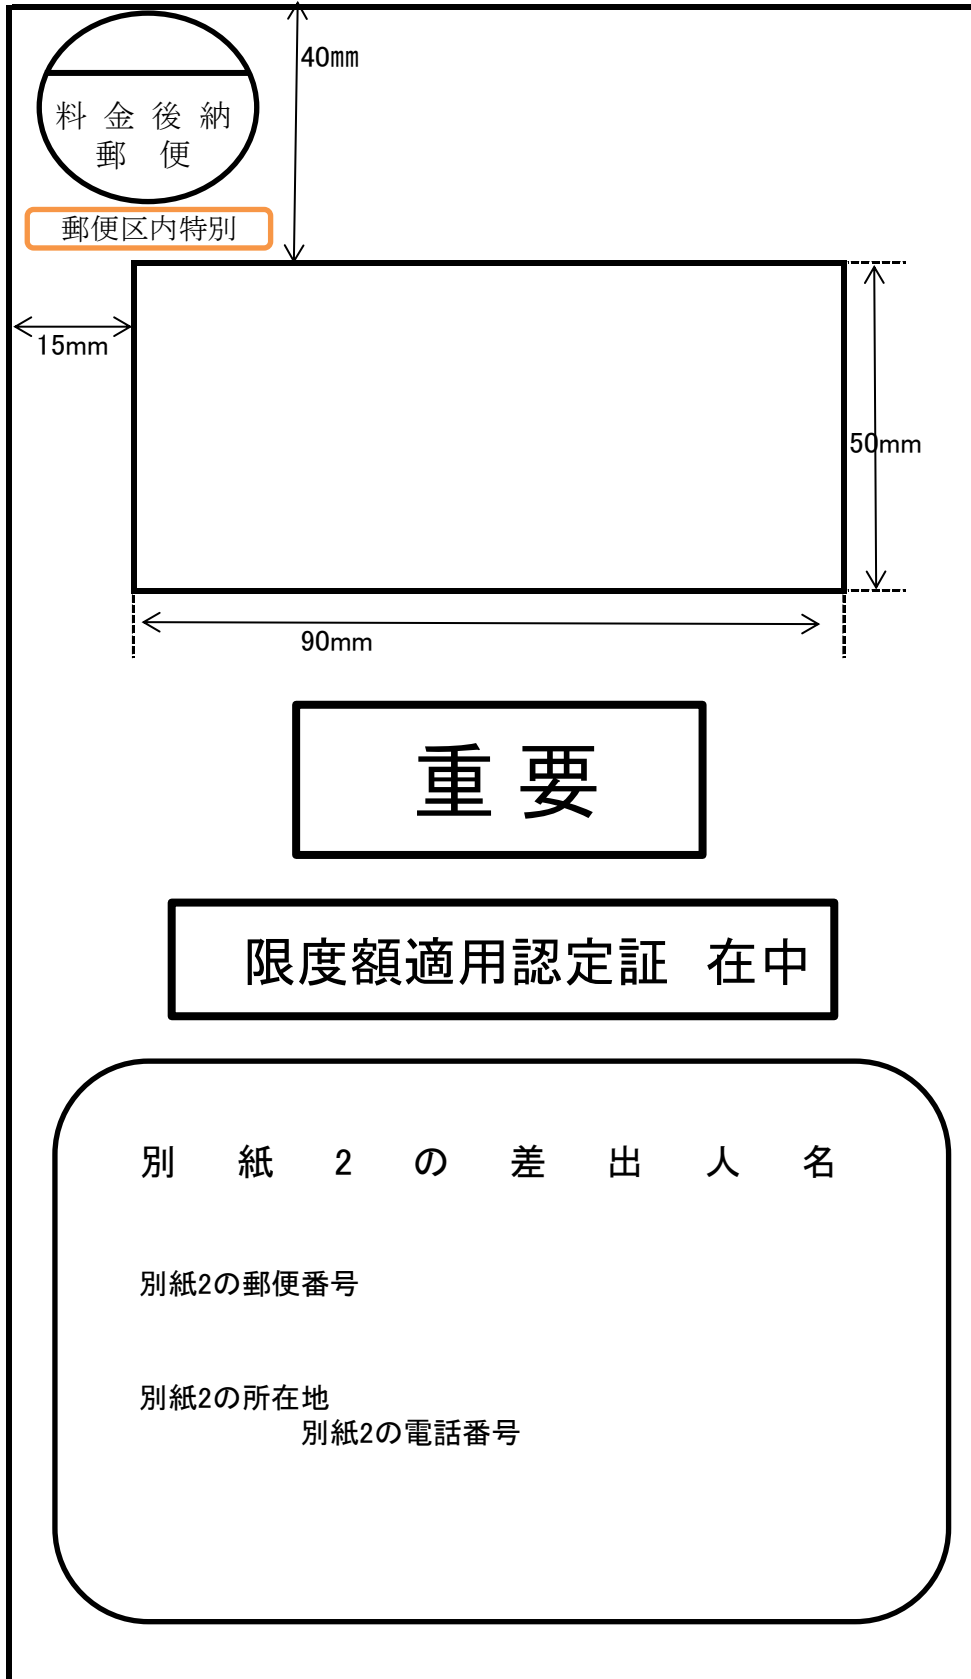 40mm
料金後納
郵便
郵便区内特別
15mm
50mm
90mm
重要
限度額適用認定証 在中
別紙2の差出人名
別紙2の郵便番号
別紙2の所在地
別紙2の電話番号